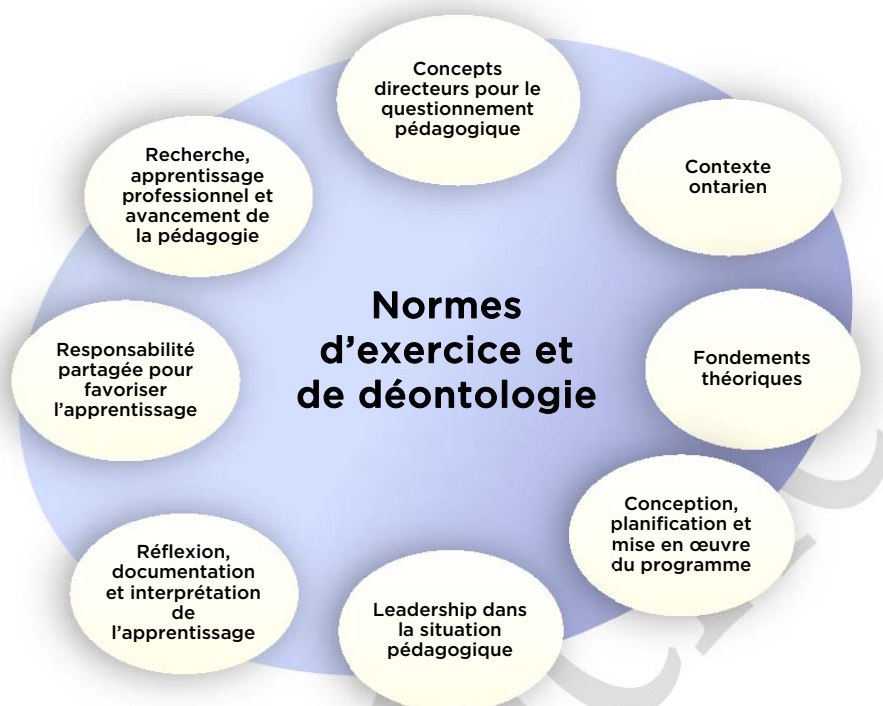 Concepts
directeurs pour le
questionnement
pédagogique
Contexte
ontarien
Fondements
théoriques
Conception,
planification et
mise en œuvre
du programme
Leadership dans
la situation
pédagogique
Réflexion,
documentation
et interprétation
de
l’apprentissage
Responsabilité
partagée pour
favoriser
l’apprentissage
Recherche,
apprentissage
professionnel et
avancement de
la pédagogie
Normes
d’exercice et
de déontologie